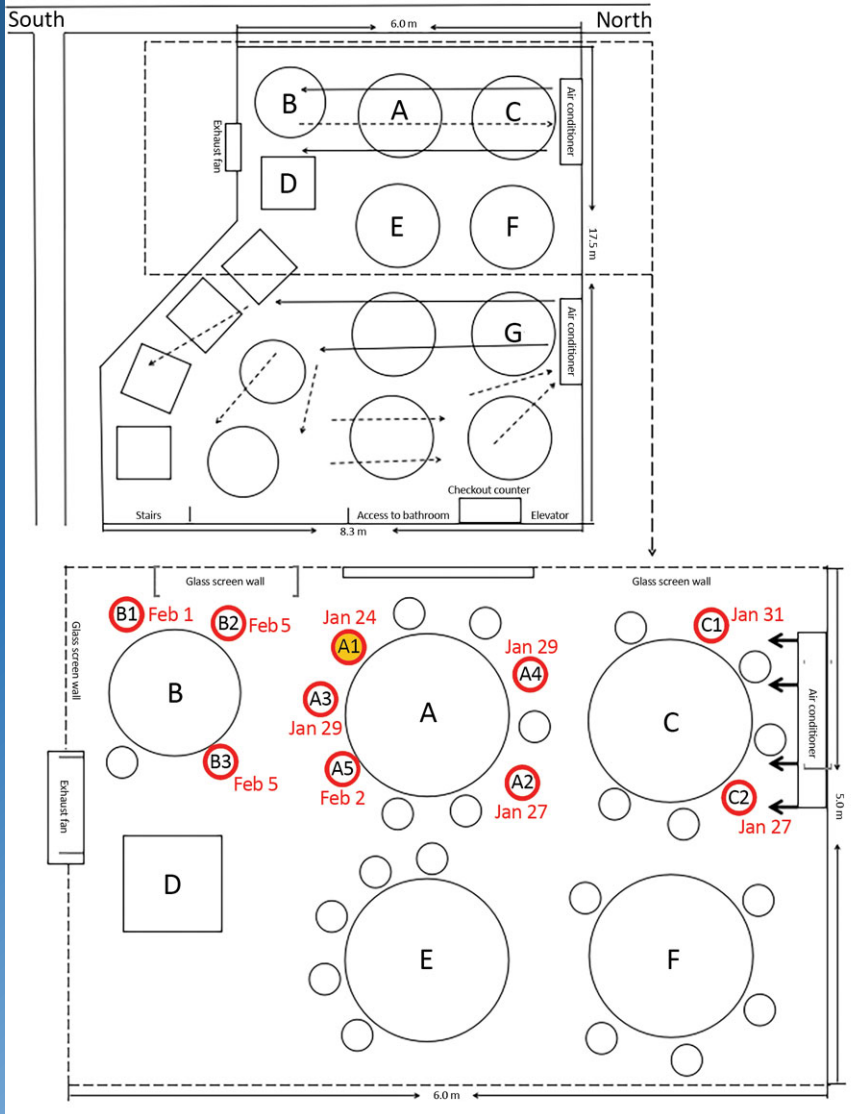 South
North
6.0 m
B
A
C
Air conditioner
Exhaust fan
D
E
F
17.5 m
G
Air conditioner
Checkout counter
Stairs
Access to bathroom
Elevator
8.3 m
Glass screen wall
Glass screen wall
Glass screen wall
B1 Feb 1
B2 Feb 5
Jan 24
A1
C1 Jan 31
Jan 29
A4
A3
Jan 29
B
A
C
Air conditioner
B3
Feb 5
A5
Feb 2
A2
Jan 27
C2
Jan 27
Exhaust fan
5.0 m
D
E
F
6.0 m